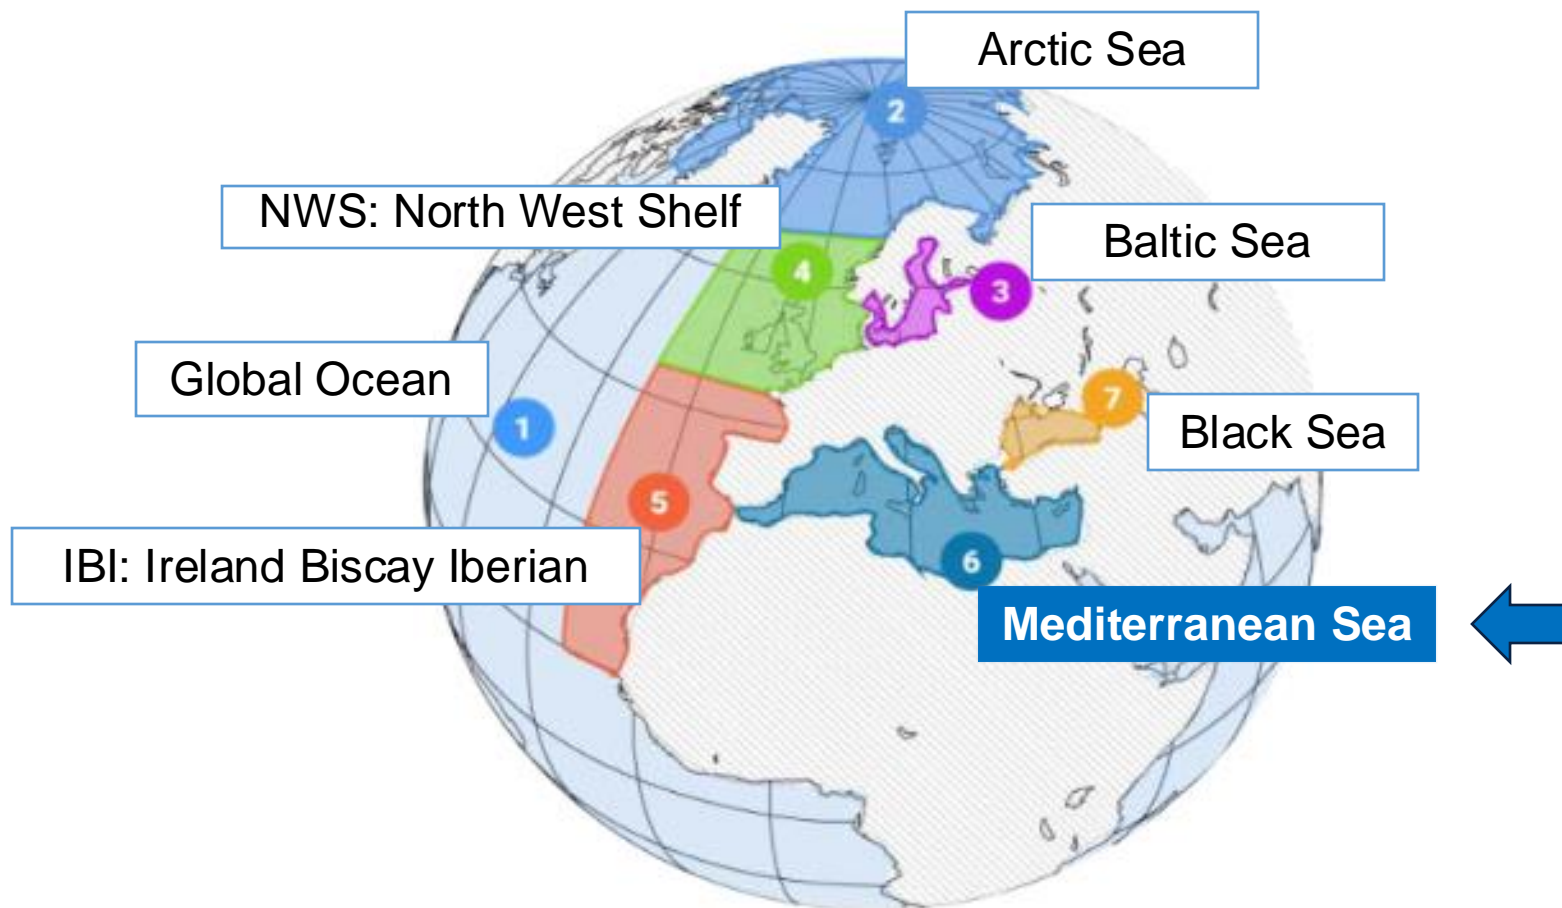 Arctic Sea
2
NWS: North West Shelf
Baltic Sea
4
3
Global Ocean
7
1
Black Sea
5
IBI: Ireland Biscay Iberian
6
Mediterranean Sea